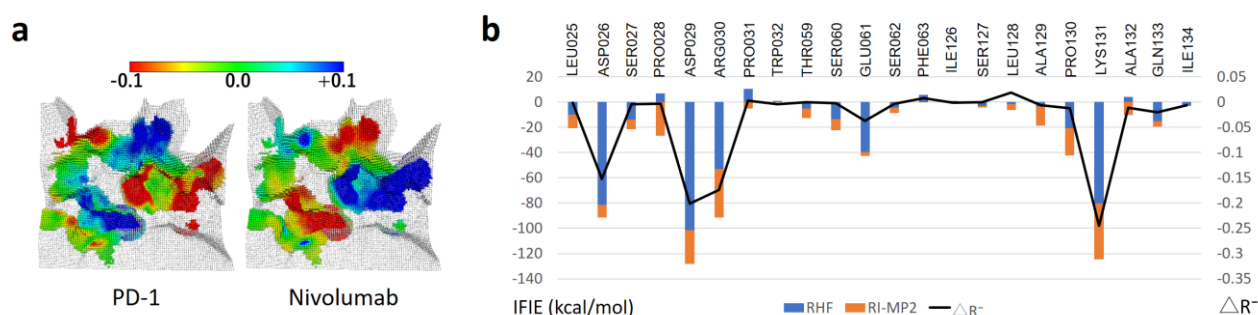 a
-0.1 0.0 +0.1
PD-1 Nivolumab
b
LEU025 ASP026 SER027 PRO028 ASP029 ARG030 PRO031 TRP032 THR059 SER060 GLU061 SER062 PHE063 ILE126 SER127 LEU128 ALA129 PRO130 LYS131 ALA132 GLN133 ILE134
20 0.05
0 0
-20 -0.05
-40 -0.1
-60 -0.15
-80 -0.2
-100 -0.25
-120 -0.3
-140 -0.35
IFIE (kcal/mol) RHF RI-MP2 △R⁻ △R⁻